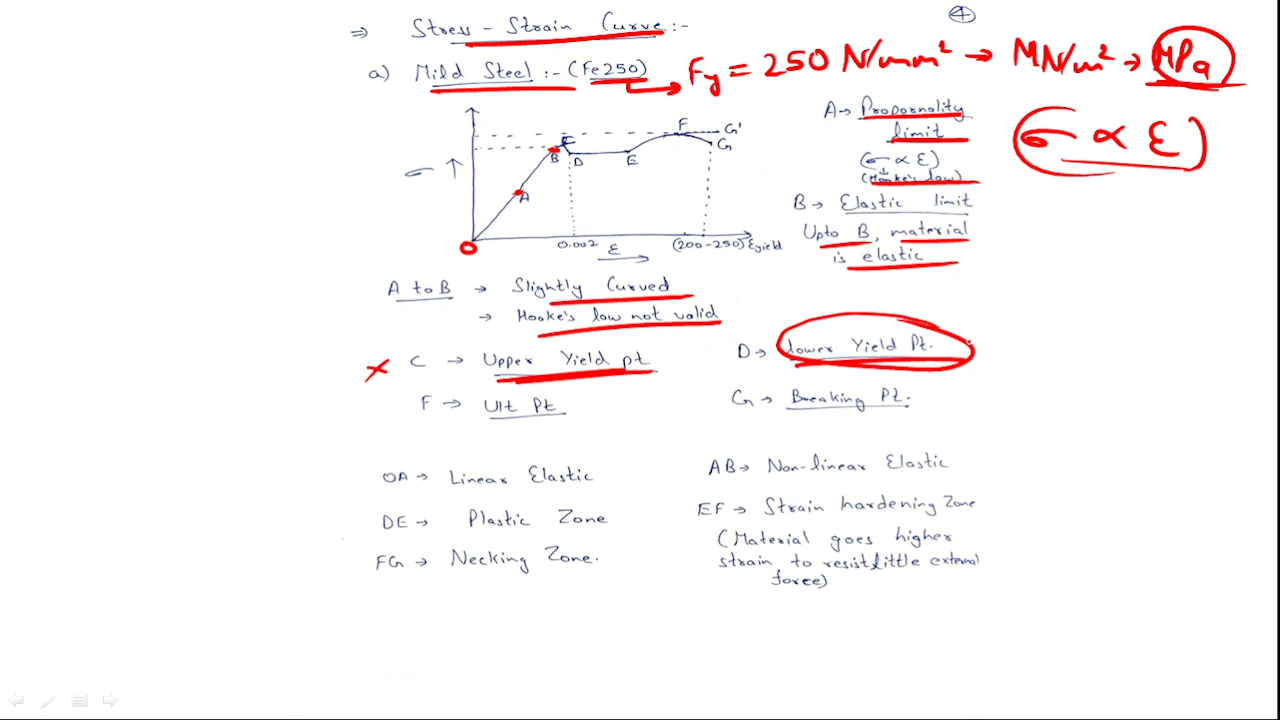 ④
⇒ Stress - Strain Curve :-
a) Mild Steel :- (Fe250) → Fy = 250 N/mm² → MN/m² → MPa
σ ↑
A B C D E F G' G
O
0.002 ε (200-250) εyield
A → Propornality
limit
(σ ∝ ε)
(Hooke's law)
σ ∝ ε
B → Elastic limit
Upto B, material
is elastic
A to B → Slightly Curved
→ Hooke's low not valid
× C → Upper Yield pt
D → lower Yield Pt.
F → Ult Pt
G → Breaking Pt.
OA → Linear Elastic
AB → Non-linear Elastic
DE → Plastic Zone
EF → Strain hardening Zone
(Material goes higher
strain to resist little external
force)
FG → Necking Zone.